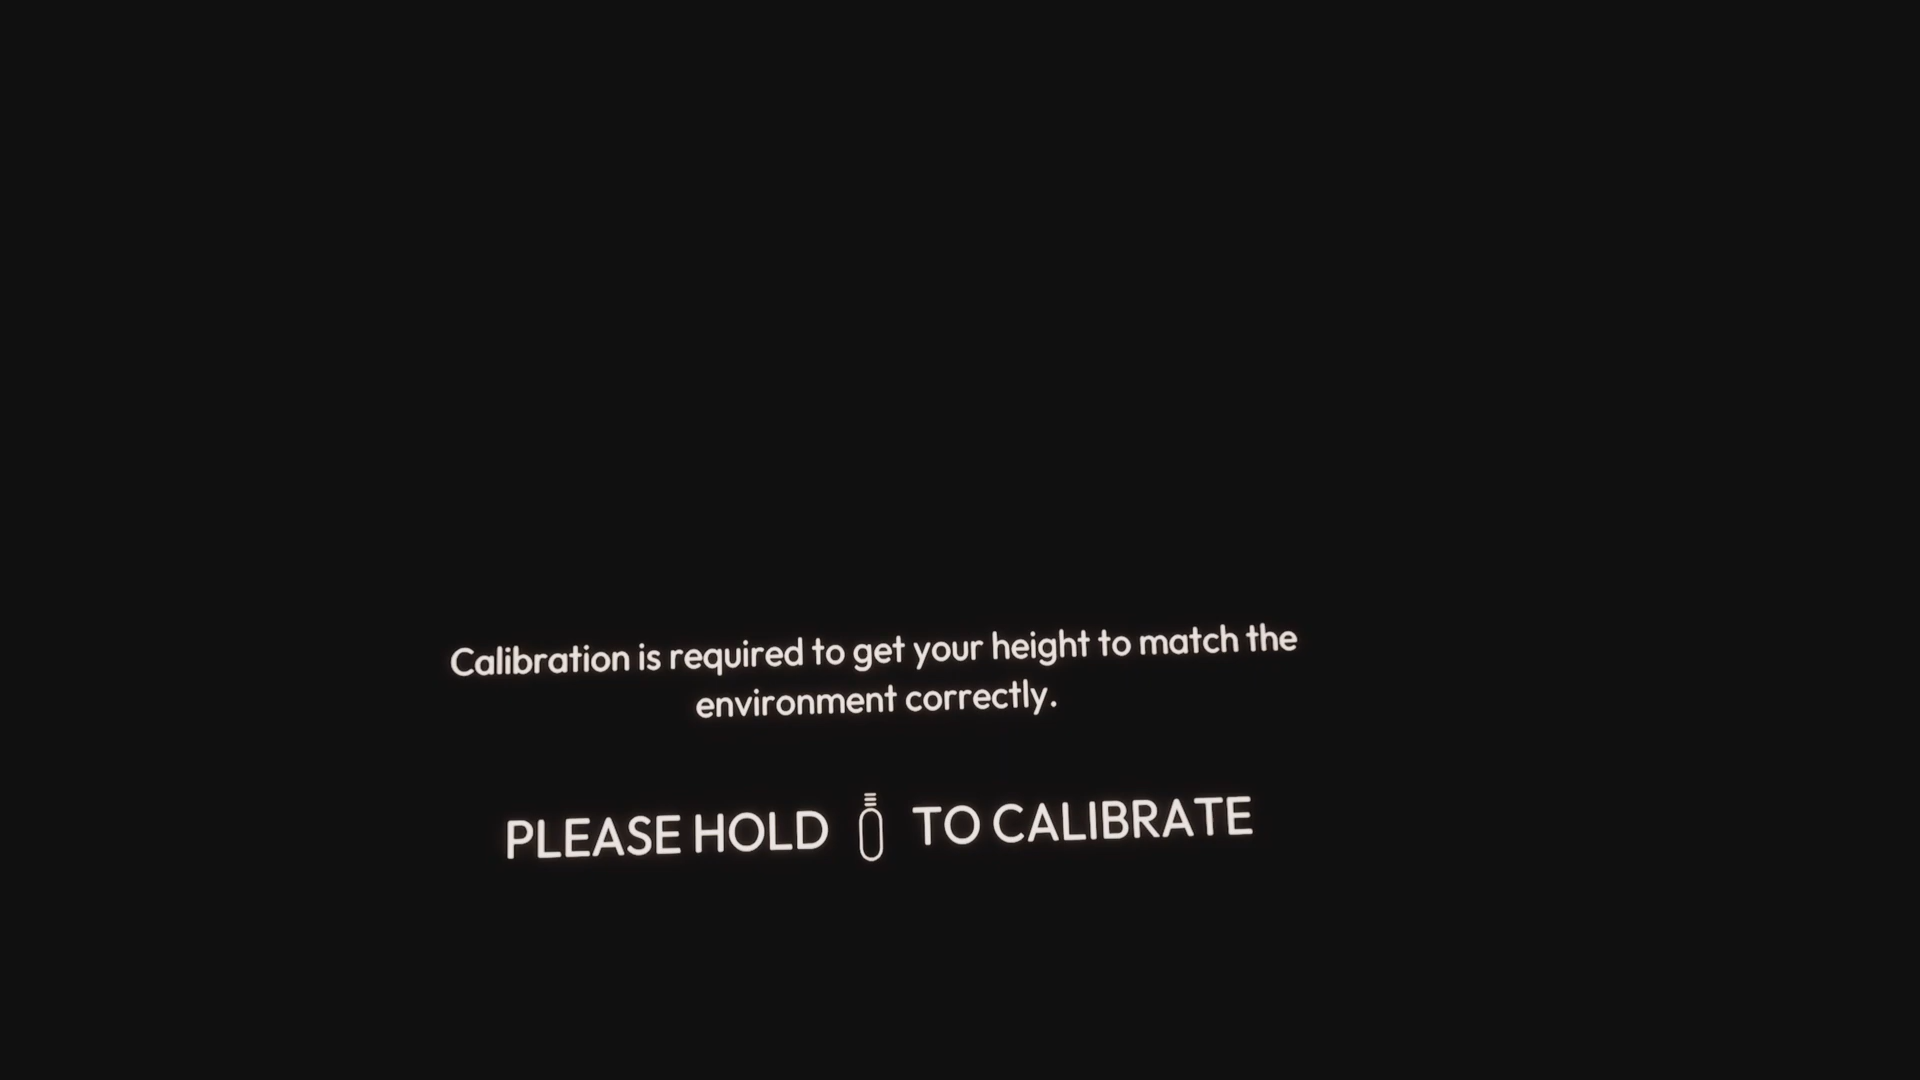 Calibration is required to get your height to match the
environment correctly.
PLEASE HOLD TO CALIBRATE